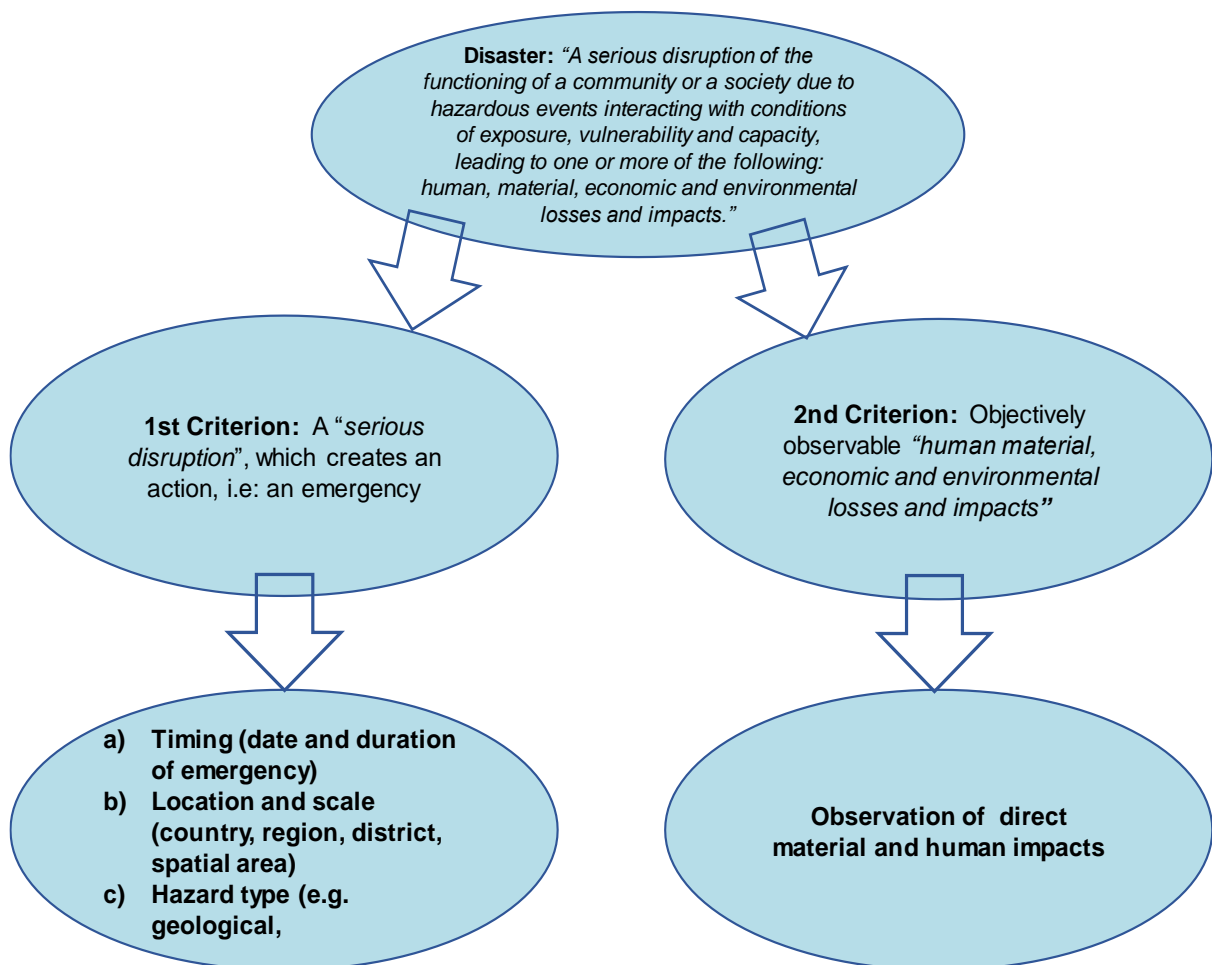 Disaster: “A serious disruption of the
functioning of a community or a society due to
hazardous events interacting with conditions
of exposure, vulnerability and capacity,
leading to one or more of the following:
human, material, economic and environmental
losses and impacts.”
1st Criterion: A “serious
disruption”, which creates an
action, i.e: an emergency
2nd Criterion: Objectively
observable “human material,
economic and environmental
losses and impacts”
a) Timing (date and duration
of emergency)
b) Location and scale
(country, region, district,
spatial area)
c) Hazard type (e.g.
geological,
Observation of direct
material and human impacts